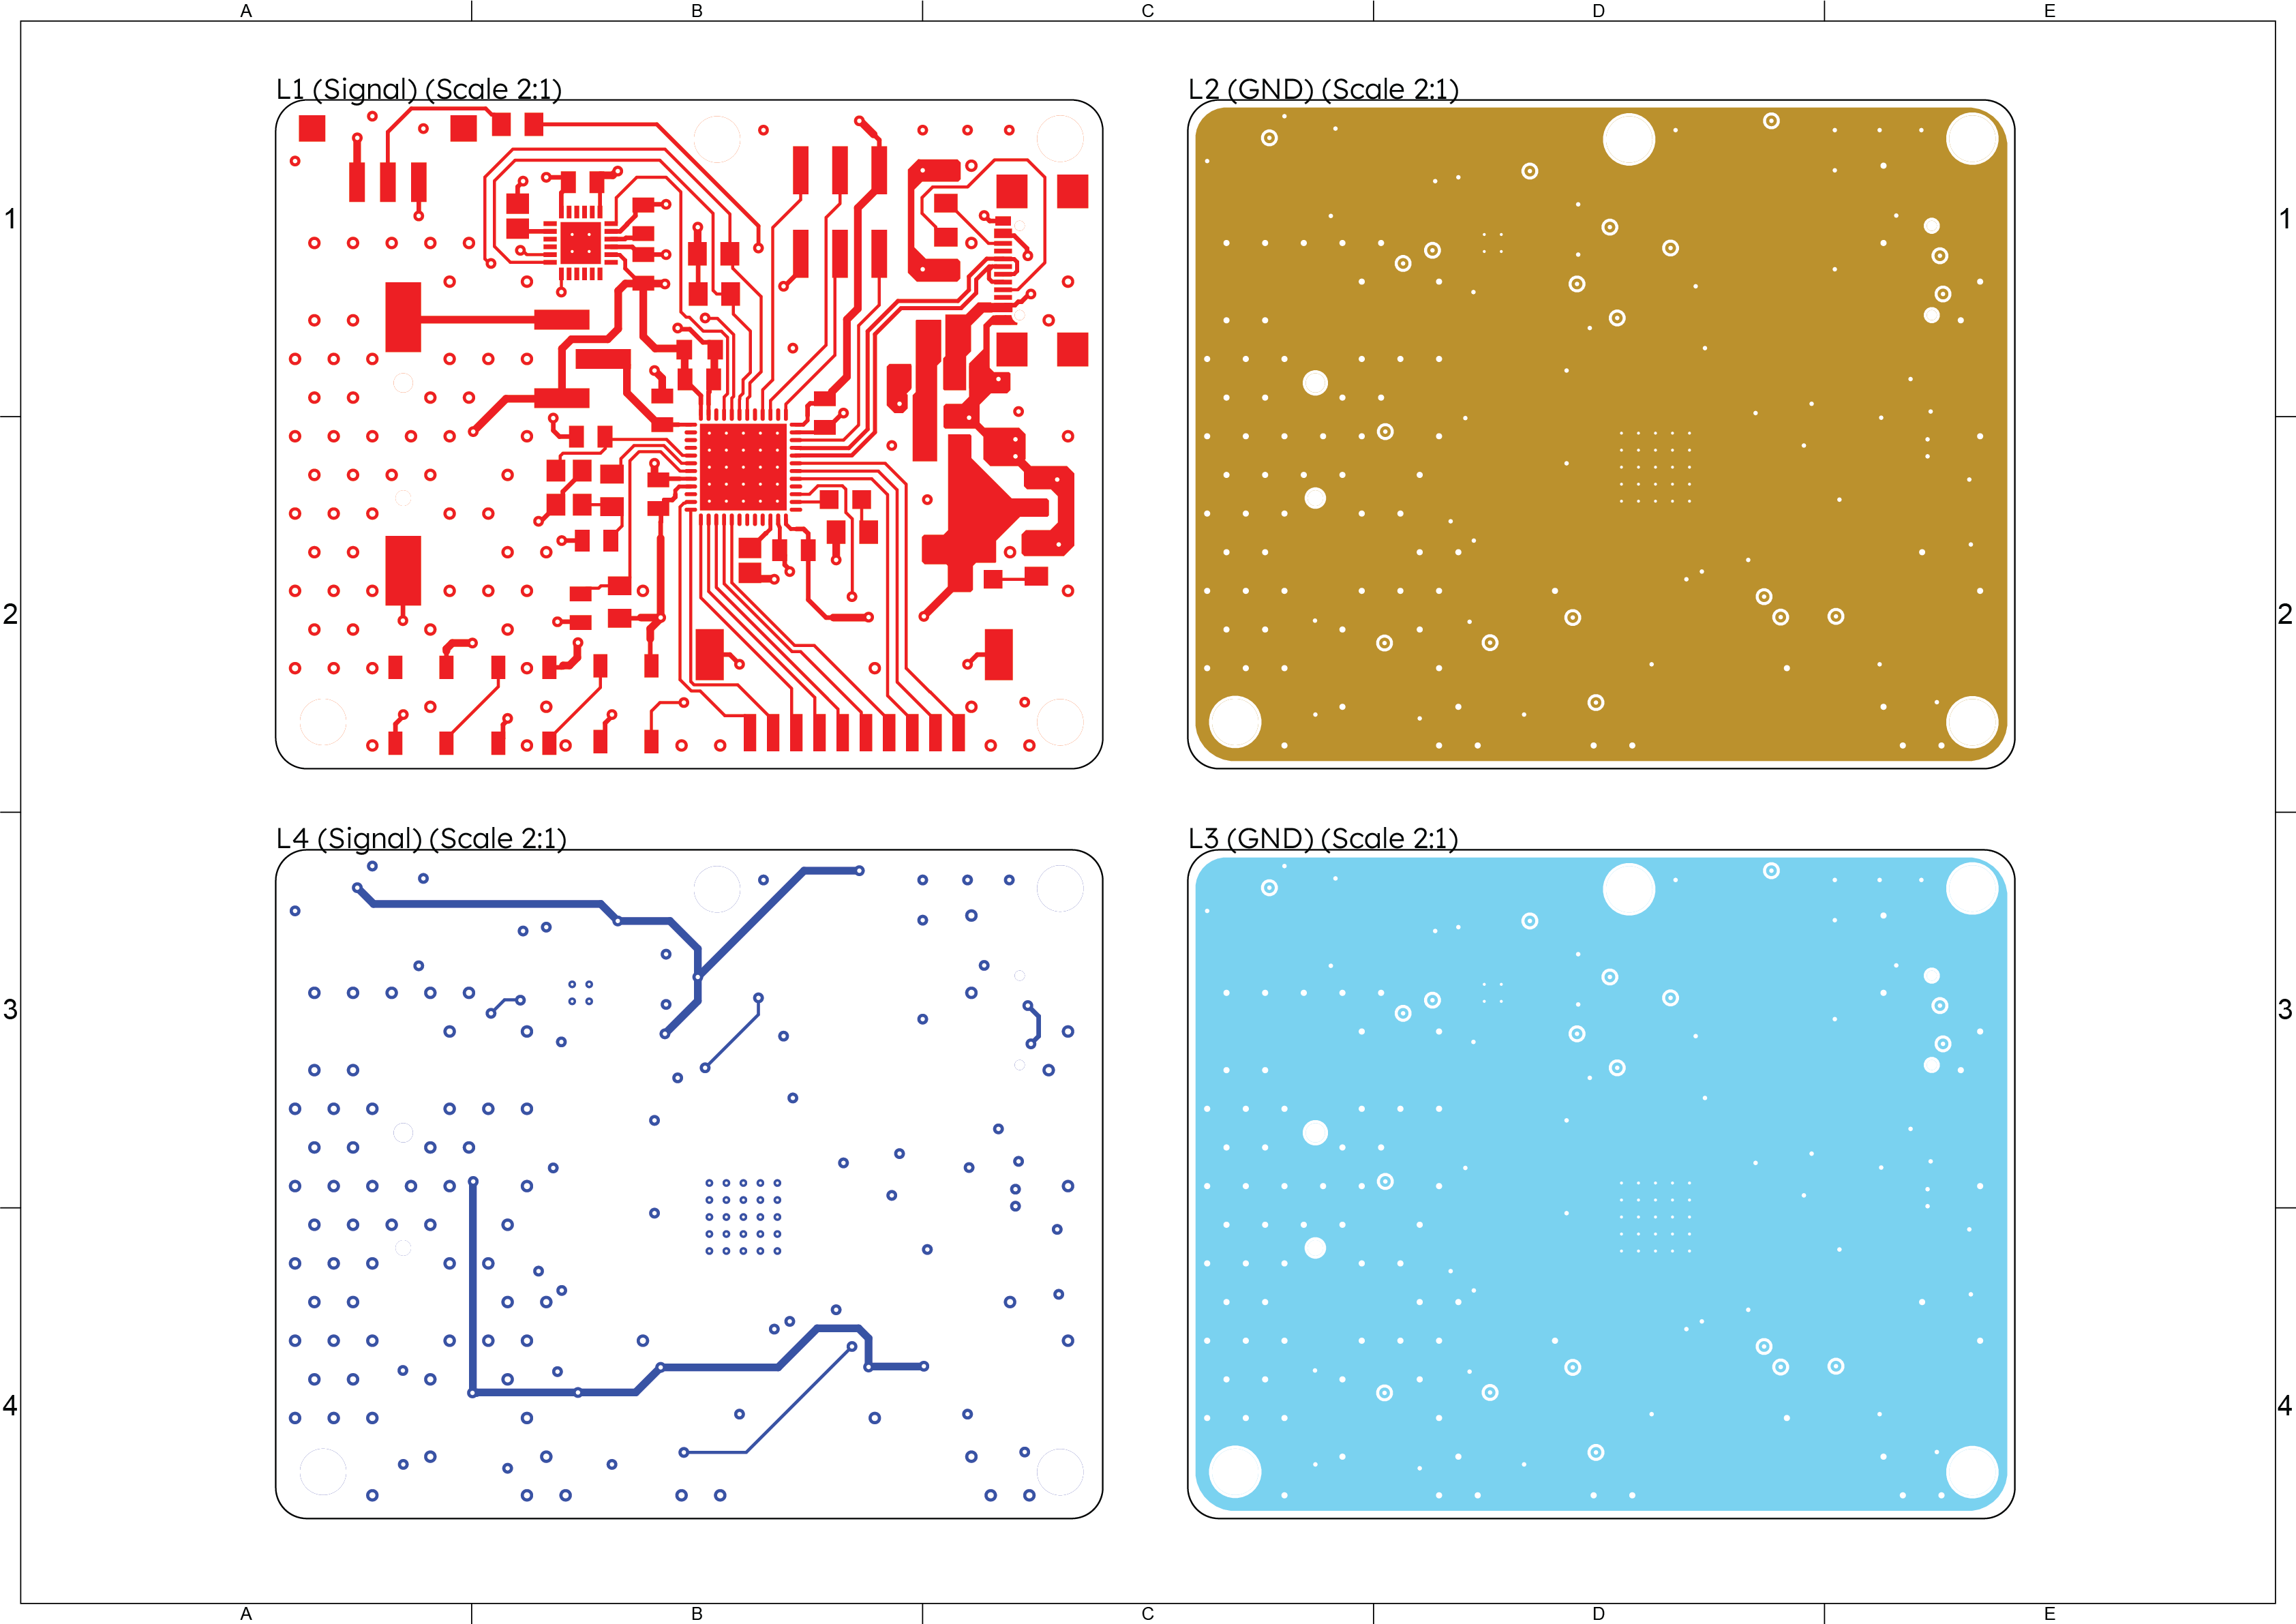 A B C D E
L1 (Signal) (Scale 2:1) L2 (GND) (Scale 2:1)
1 1
2 2
L4 (Signal) (Scale 2:1) L3 (GND) (Scale 2:1)
3 3
4 4
A B C D E